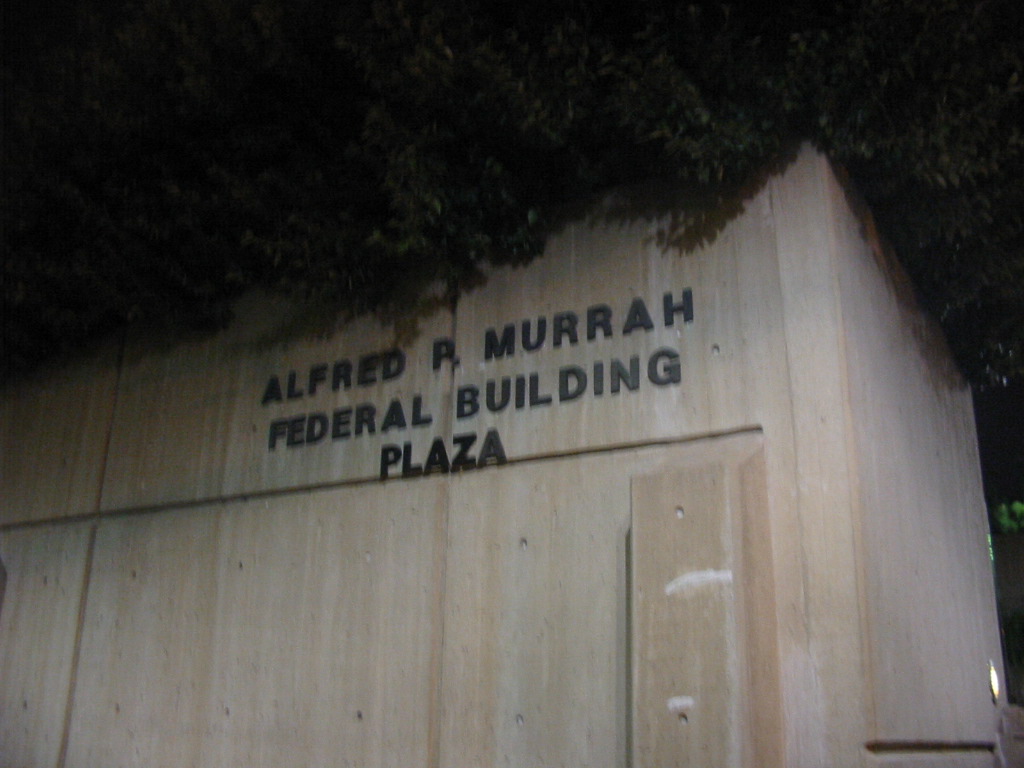 ALFRED P. MURRAH
FEDERAL BUILDING
PLAZA